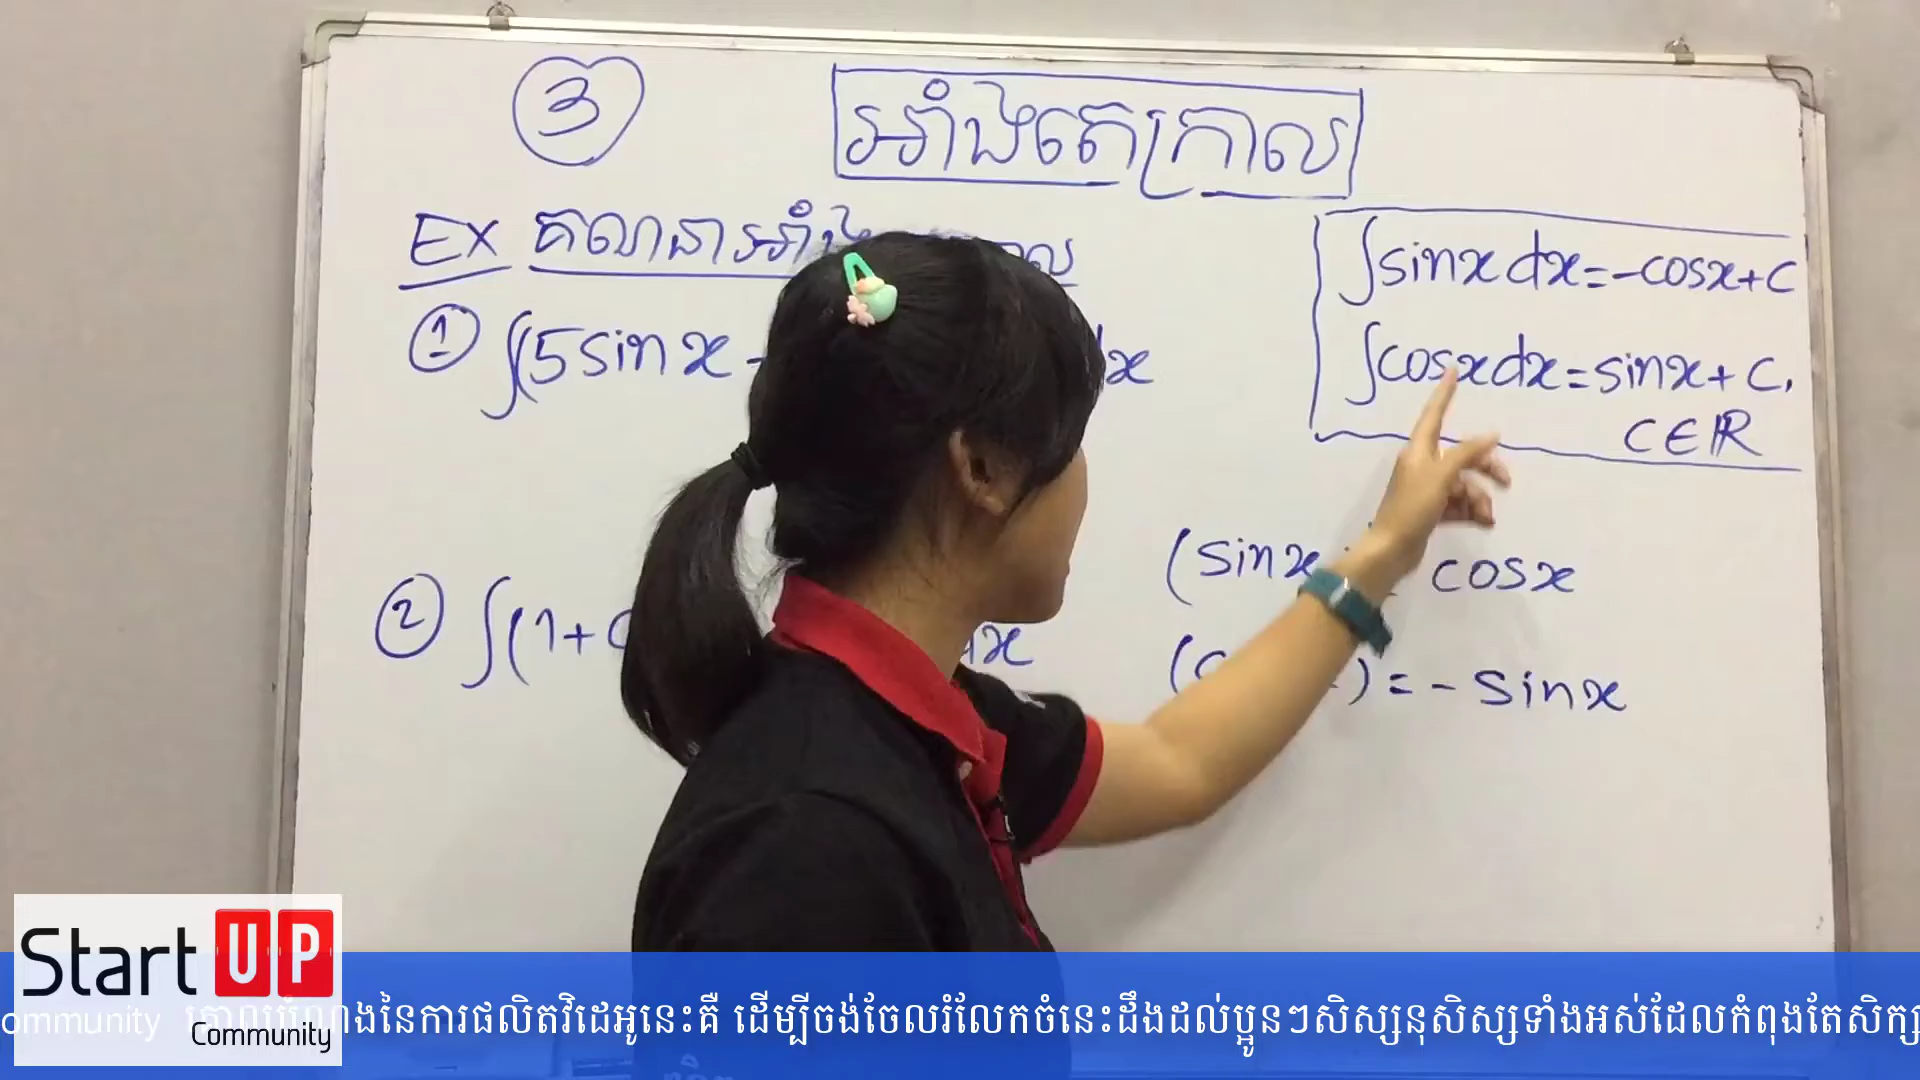 3
អាំងតេក្រាល
EX គណនាអាំង
① ∫(5sinx - dx
∫sinx dx = -cosx + C
∫cosx dx = sinx + C,
C ∈ ℝ
(sinx = cosx
② ∫(1+ dx
) = - sinx
Start UP
Community
ommunity
នៃការផលិតវិដេអូនេះគឺ ដើម្បីចង់ចែករំលែកចំនេះដឹងដល់ប្អូនៗសិស្សនុសិស្សទាំងអស់ដែលកំពុងតែសិក្ស